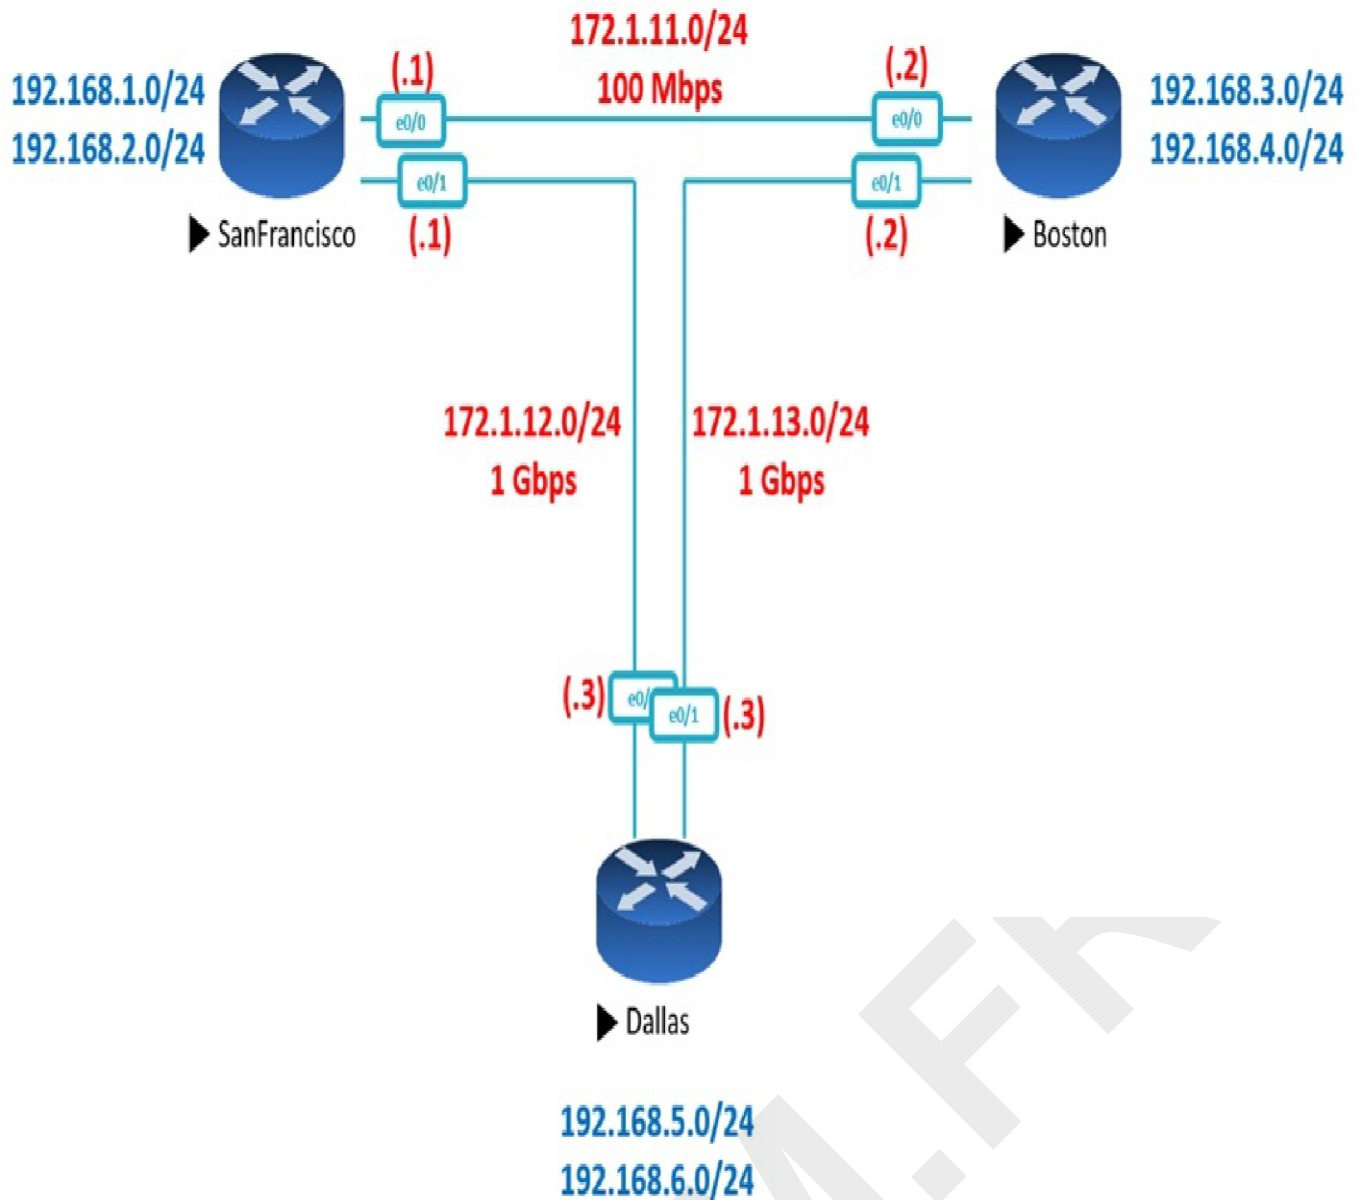 172.1.11.0/24
100 Mbps
192.168.1.0/24
192.168.2.0/24
(.1)
e0/0
e0/1
(.1)
SanFrancisco
(.2)
e0/0
e0/1
(.2)
192.168.3.0/24
192.168.4.0/24
Boston
172.1.12.0/24
1 Gbps
172.1.13.0/24
1 Gbps
(.3)
e0/
e0/1
(.3)
Dallas
192.168.5.0/24
192.168.6.0/24